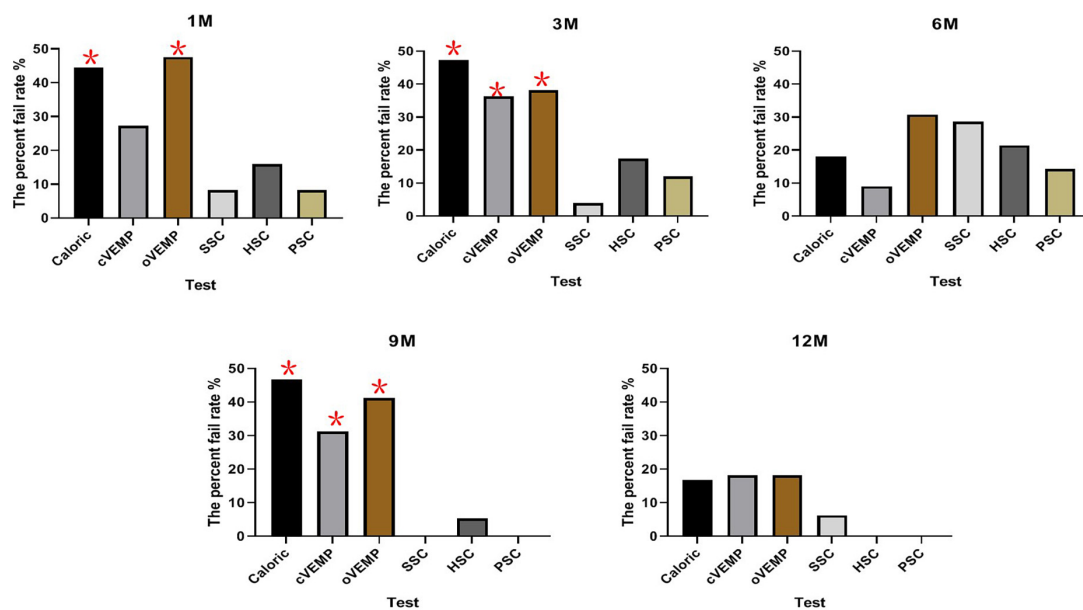 1M
The percent fail rate %
50
40
30
20
10
0
Caloric
cVEMP
oVEMP
SSC
HSC
PSC
Test
3M
The percent fail rate %
50
40
30
20
10
0
Caloric
cVEMP
oVEMP
SSC
HSC
PSC
Test
6M
The percent fail rate %
50
40
30
20
10
0
Caloric
cVEMP
oVEMP
SSC
HSC
PSC
Test
9M
The percent fail rate %
50
40
30
20
10
0
Caloric
cVEMP
oVEMP
SSC
HSC
PSC
Test
12M
The percent fail rate %
50
40
30
20
10
0
Caloric
cVEMP
oVEMP
SSC
HSC
PSC
Test